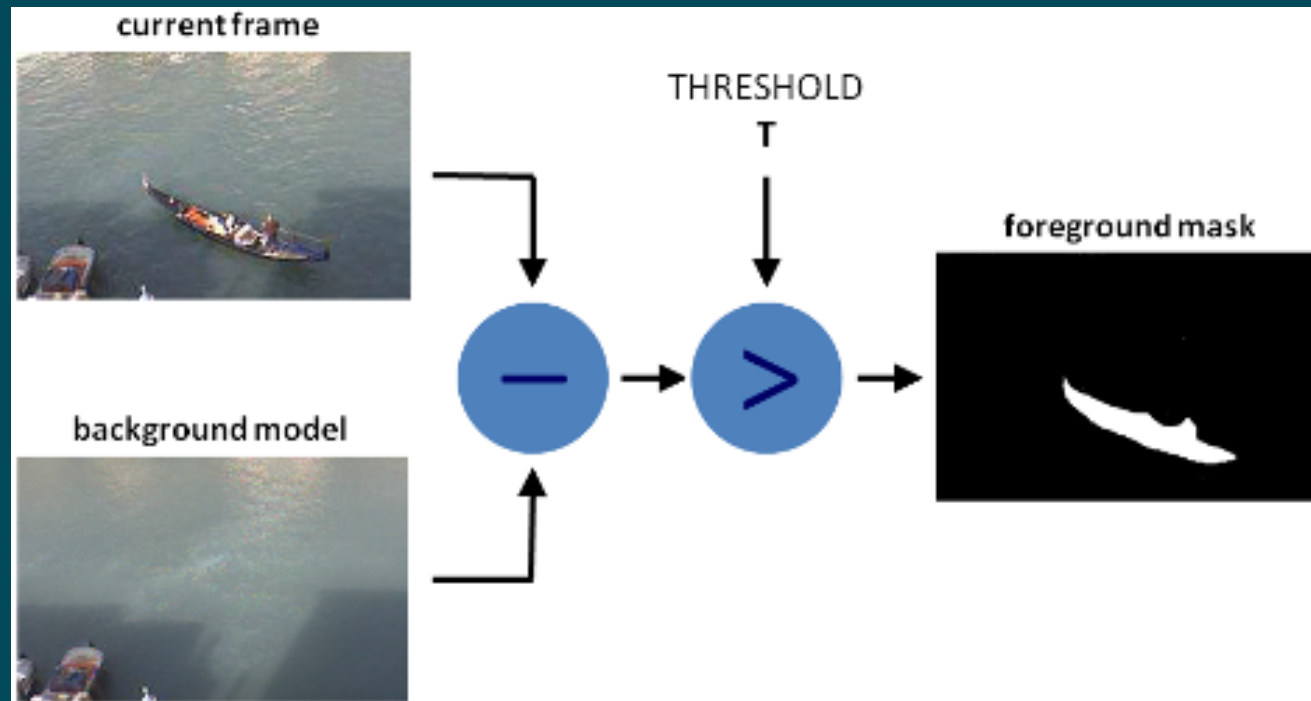 current frame
THRESHOLD
T
foreground mask
background model
−
>